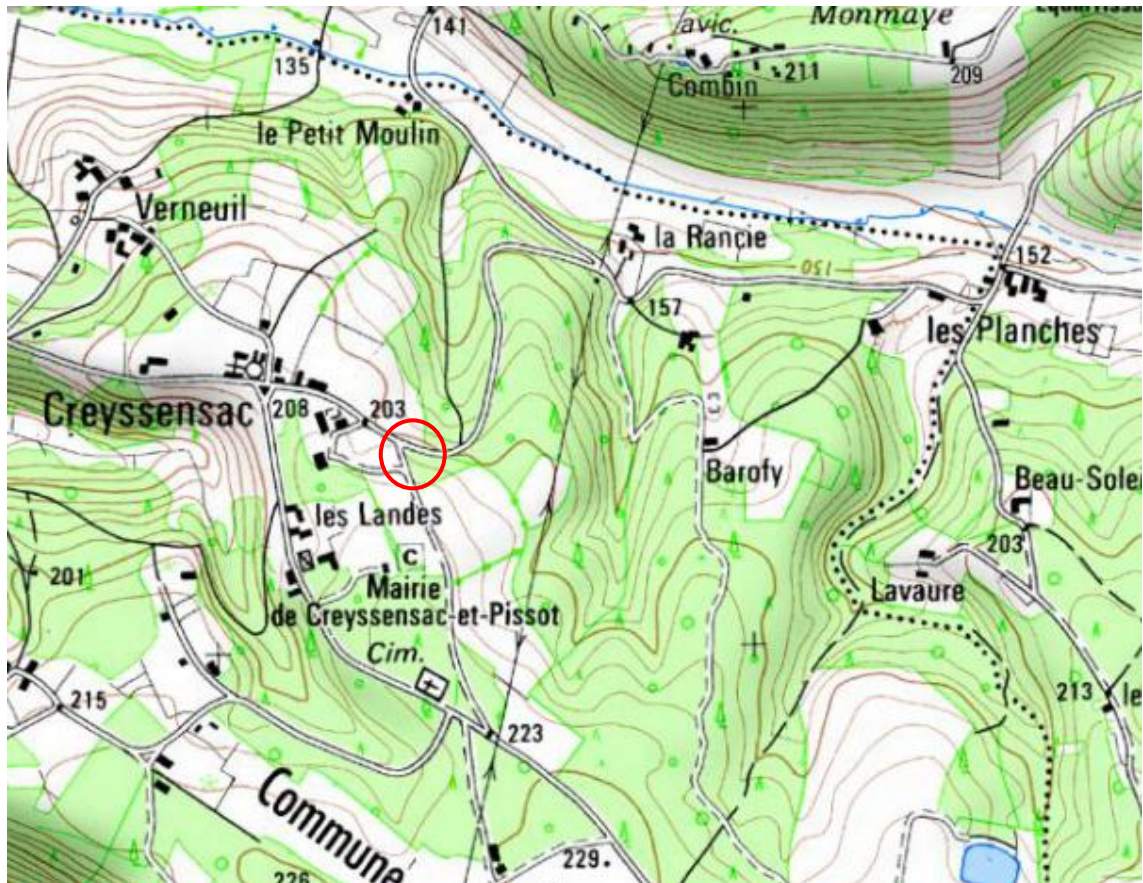 141
avic.
Monmaye
135
211
209
Combin
le Petit Moulin
Verneuil
la Rancie
152
150
157
les Planches
Creyssensac
208
203
C 3
Barofy
Beau-Solei
les Landes
C
203
201
Mairie
de Creyssensac-et-Pissot
Lavaure
Cim.
215
213
le
223
Commune
229
226